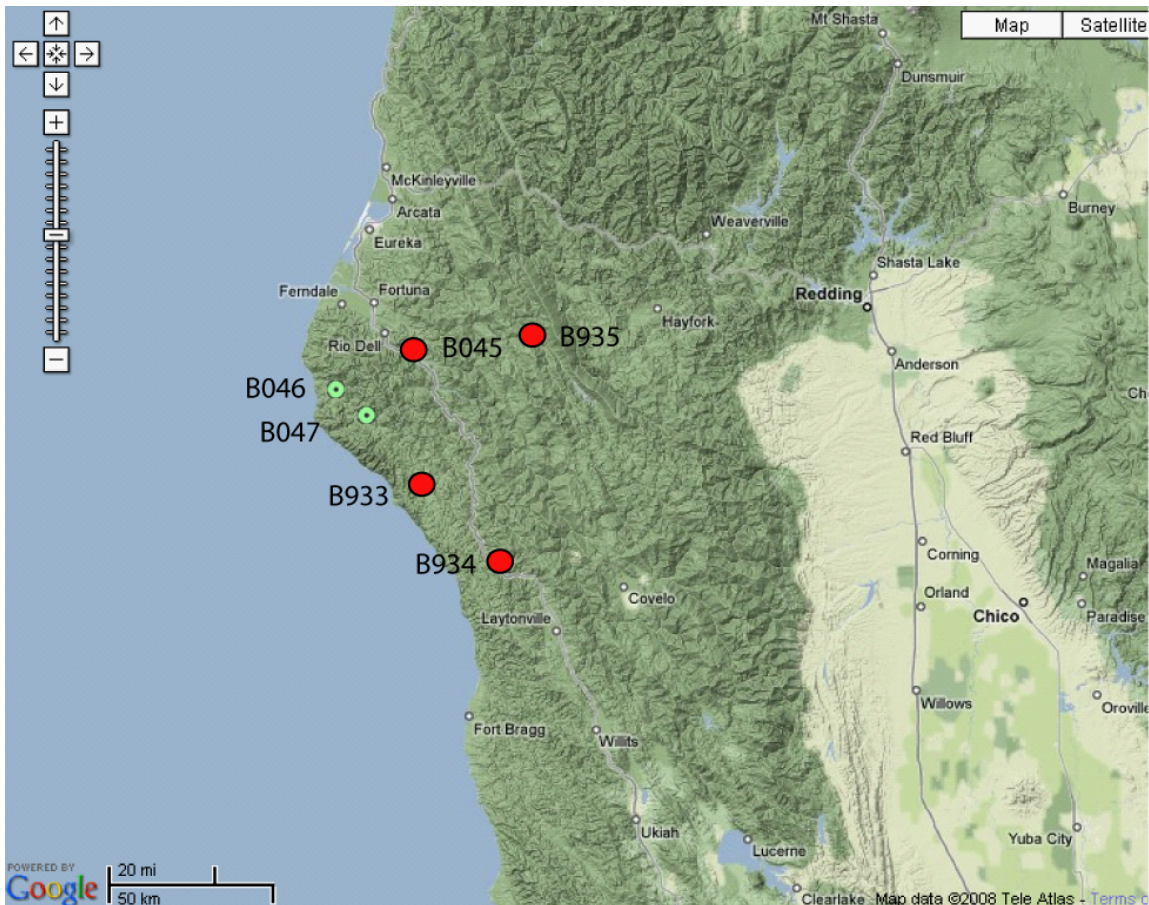 Mt Shasta
Map
Satellite
Dunsmuir
McKinleyville
Arcata
Burney
Weaverville
Eureka
Shasta Lake
Ferndale
Fortuna
Redding
Hayfork
Rio Dell
B045
B935
Anderson
B046
Ch
B047
Red Bluff
B933
Corning
B934
Magalia
Covelo
Orland
Chico
Paradise
Laytonville
Willows
Oroville
Fort Bragg
Willits
Ukiah
Yuba City
Lucerne
POWERED BY
Google
20 mi
50 km
Clearlake
Map data ©2008 Tele Atlas - Terms o